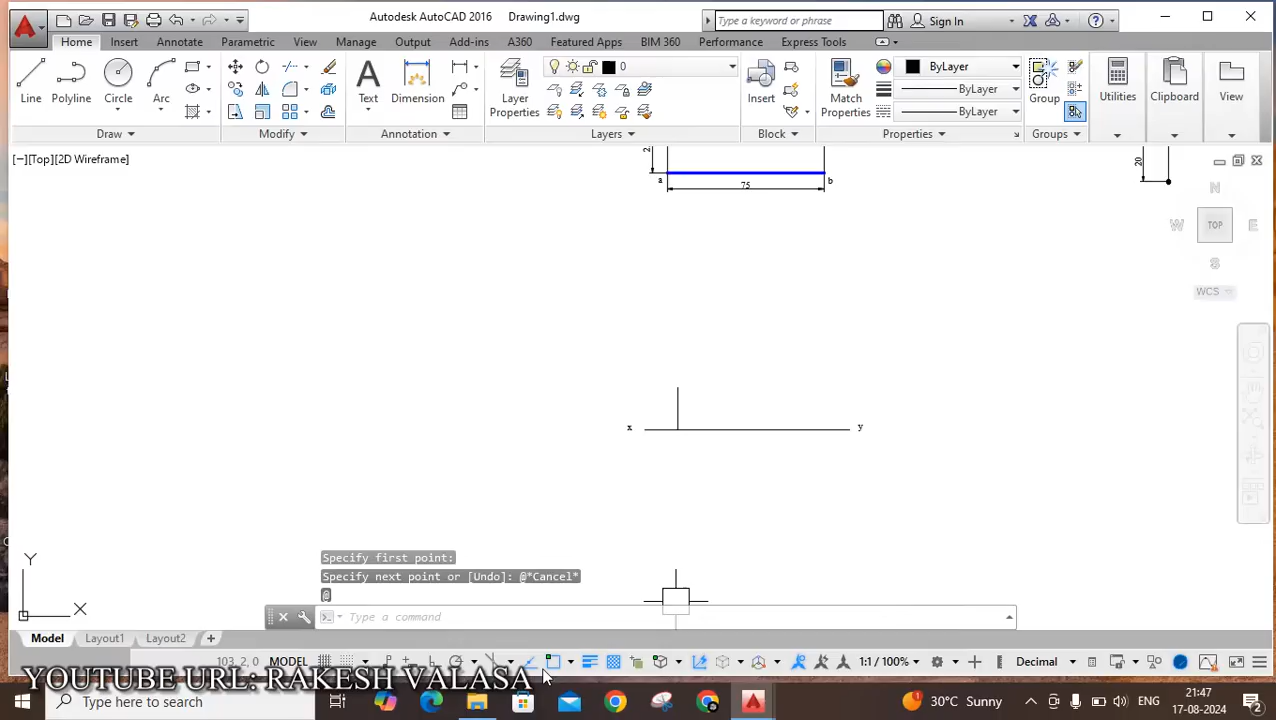 Autodesk AutoCAD 2016 Drawing1.dwg
Type a keyword or phrase
Sign In
Home Insert Annotate Parametric View Manage Output Add-ins A360 Featured Apps BIM 360 Performance Express Tools
Line Polyline Circle Arc
Text Dimension
Layer
Properties
0
Insert
Match
Properties
ByLayer
ByLayer
ByLayer
Group
Utilities Clipboard View
Draw Modify Annotation Layers Block Properties Groups
[−][Top][2D Wireframe]
a 75 b
20
N
W TOP E
S
WCS
x y
Y
X
Specify first point:
Specify next point or [Undo]: @*Cancel*
@
Type a command
Model Layout1 Layout2 +
103, 2, 0 MODEL 1:1 / 100% Decimal
YOUTUBE URL: RAKESH VALASA
Type here to search
30°C Sunny ENG 21:47
17-08-2024
2